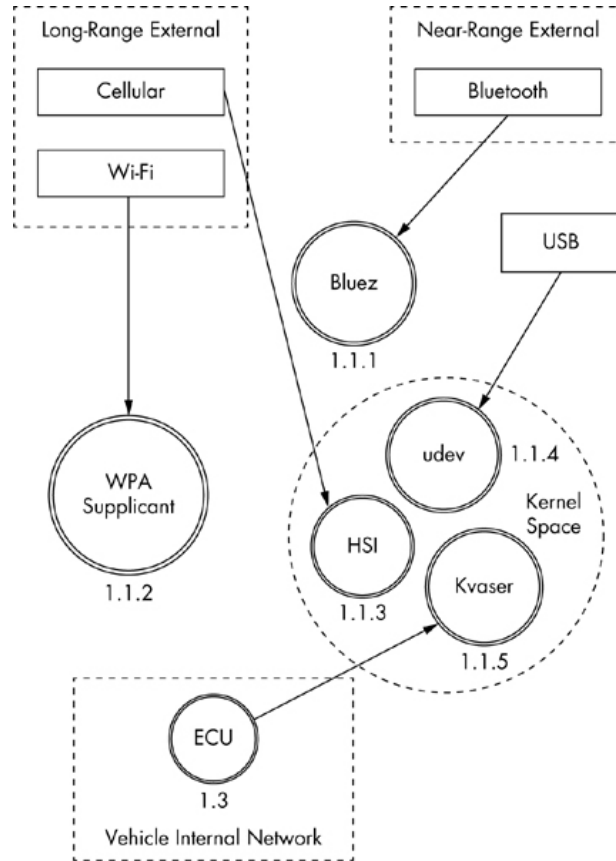 Long-Range External
Cellular
Wi-Fi
Near-Range External
Bluetooth
USB
Bluez
1.1.1
udev
1.1.4
Kernel
Space
WPA
Supplicant
1.1.2
HSI
1.1.3
Kvaser
1.1.5
ECU
1.3
Vehicle Internal Network